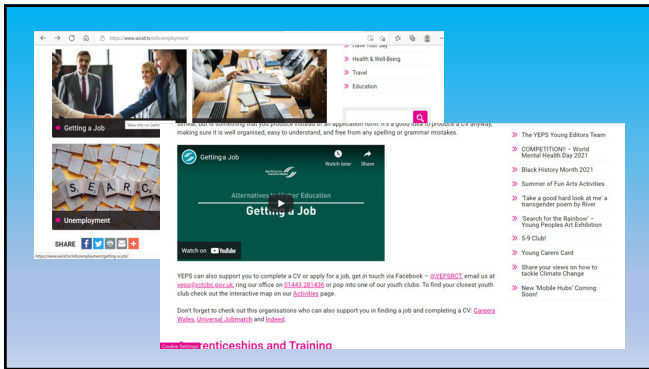 https://www.wicid.tv/info/employment/
Have Your Say
Health & Well-Being
Travel
Education
Getting a Job
View info on Gettin
SEARC
Unemployment
SHARE
https://www.wicid.tv/info/employment/getting-a-job/
similar, but is something that you produce instead of an application form. It's a good idea to produce a CV anyway,
making sure it is well organised, easy to understand, and free from any spelling or grammar mistakes.
Getting a Job
Watch later
Share
Alternatives to Higher Education
Getting a Job
Watch on YouTube
YEPS can also support you to complete a CV or apply for a job, get in touch via Facebook – @YEPSRCT, email us at
yeps@rctcbc.gov.uk, ring our office on 01443 281436 or pop into one of our youth clubs. To find your closest youth
club check out the interactive map on our Activities page.
Don't forget to check out this organisations who can also support you in finding a job and completing a CV: Careers
Wales, Universal Jobmatch and Indeed.
Cookie Settings
Apprenticeships and Training
The YEPS Young Editors Team
COMPETITION!! – World
Mental Health Day 2021
Black History Month 2021
Summer of Fun Arts Activities
'Take a good hard look at me' a
transgender poem by River
'Search for the Rainbow' –
Young Peoples Art Exhibition
5-9 Club!
Young Carers Card
Share your views on how to
tackle Climate Change
New 'Mobile Hubs' Coming
Soon!